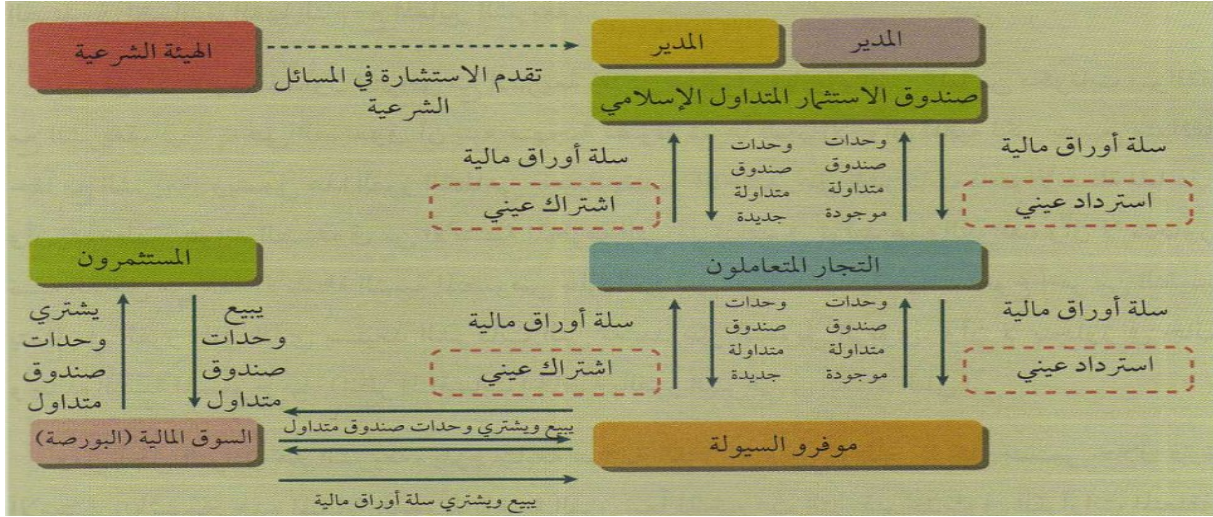 الهيئة الشرعية
تقدم الاستشارة في المسائل
الشرعية
المدير
المدير
صندوق الاستثمار المتداول الإسلامي
سلة أوراق مالية
اشتراك عيني
وحدات
صندوق
متداولة
جديدة
وحدات
صندوق
متداولة
موجودة
سلة أوراق مالية
استرداد عيني
التجار المتعاملون
سلة أوراق مالية
اشتراك عيني
وحدات
صندوق
متداولة
جديدة
وحدات
صندوق
متداولة
موجودة
سلة أوراق مالية
استرداد عيني
المستثمرون
يبيع
وحدات
صندوق
متداول
يشتري
وحدات
صندوق
متداول
السوق المالية (البورصة)
يبيع ويشتري وحدات صندوق متداول
موفرو السيولة
يبيع ويشتري سلة أوراق مالية